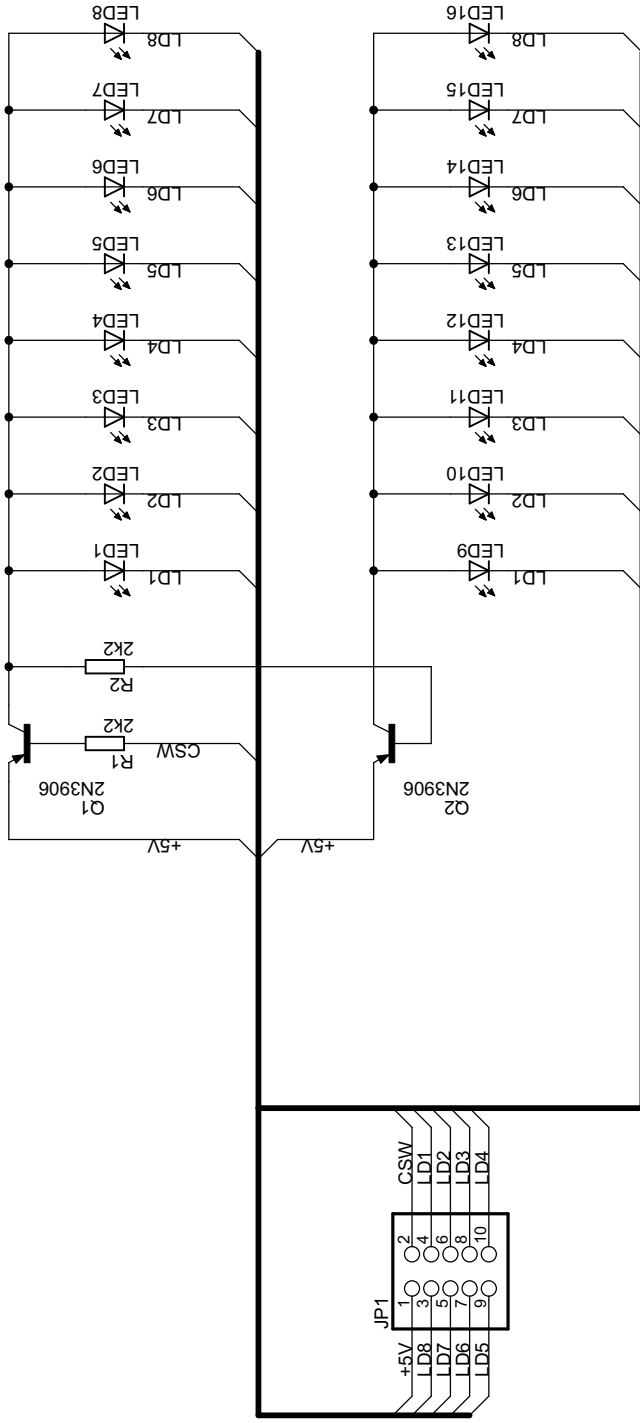 LED8 LD8 LED16 LD8
LED7 LD7 LED15 LD7
LED6 LD6 LED14 LD6
LED5 LD5 LED13 LD5
LED4 LD4 LED12 LD4
LED3 LD3 LED11 LD3
LED2 LD2 LED10 LD2
LED1 LD1 LED9 LD1
2k2
R2
2k2
R1
CSW
2N3906
Q1
2N3906
Q2
+5V
+5V
CSW
LD1
LD2
LD3
LD4
JP1
2
4
6
8
10
1
3
5
7
9
+5V
LD8
LD7
LD6
LD5